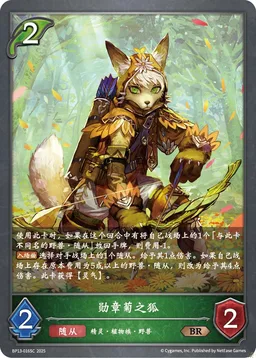 2
使用此卡时，如果在这个回合中有将自己战场上的1个『与此卡
不同名的野兽·随从』放回手牌，则费用-1。
入场曲 选择对手战场上的1个随从。给予其1点伤害。如果自己战
场上存在原本费用为5或以上的野兽·随从，则改为给予其4点
伤害。此卡获得【灵气】。
勋章菊之狐
2
随从
精灵·植物族·野兽
BR
2
BP13-033SC 2025
© Cygames, Inc. Published by NetEase Games